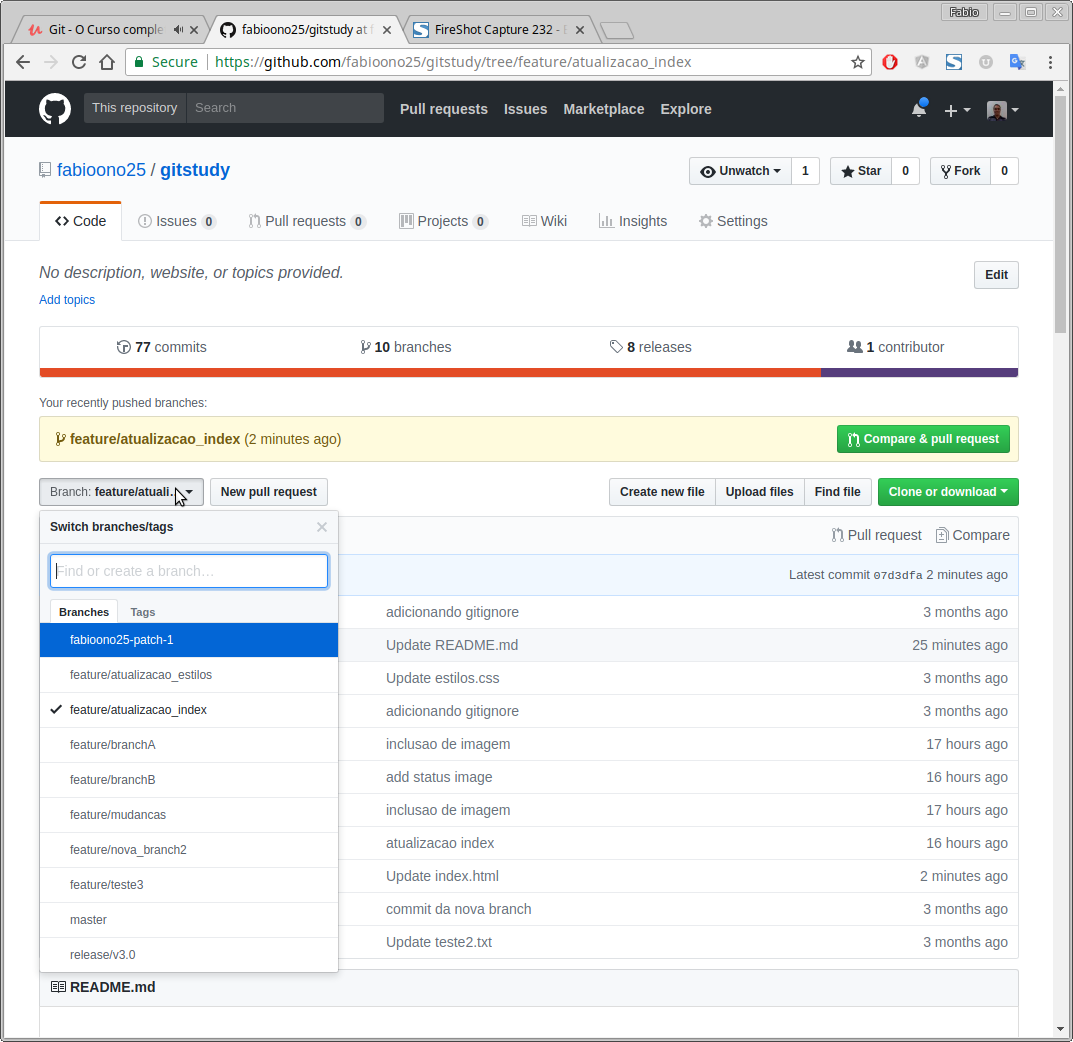 Fabio
Git - O Curso comple
fabioono25/gitstudy at f
FireShot Capture 232 -
Secure https://github.com/fabioono25/gitstudy/tree/feature/atualizacao_index
This repository Search Pull requests Issues Marketplace Explore
fabioono25 / gitstudy
Unwatch 1 Star 0 Fork 0
Code Issues 0 Pull requests 0 Projects 0 Wiki Insights Settings
No description, website, or topics provided.
Edit
Add topics
77 commits 10 branches 8 releases 1 contributor
Your recently pushed branches:
feature/atualizacao_index (2 minutes ago) Compare & pull request
Branch: feature/atuali… New pull request Create new file Upload files Find file Clone or download
Switch branches/tags
Find or create a branch…
Branches Tags
fabioono25-patch-1
feature/atualizacao_estilos
feature/atualizacao_index
feature/branchA
feature/branchB
feature/mudancas
feature/nova_branch2
feature/teste3
master
release/v3.0
Pull request Compare
Latest commit 07d3dfa 2 minutes ago
adicionando gitignore 3 months ago
Update README.md 25 minutes ago
Update estilos.css 3 months ago
adicionando gitignore 3 months ago
inclusao de imagem 17 hours ago
add status image 16 hours ago
inclusao de imagem 17 hours ago
atualizacao index 16 hours ago
Update index.html 2 minutes ago
commit da nova branch 3 months ago
Update teste2.txt 3 months ago
README.md